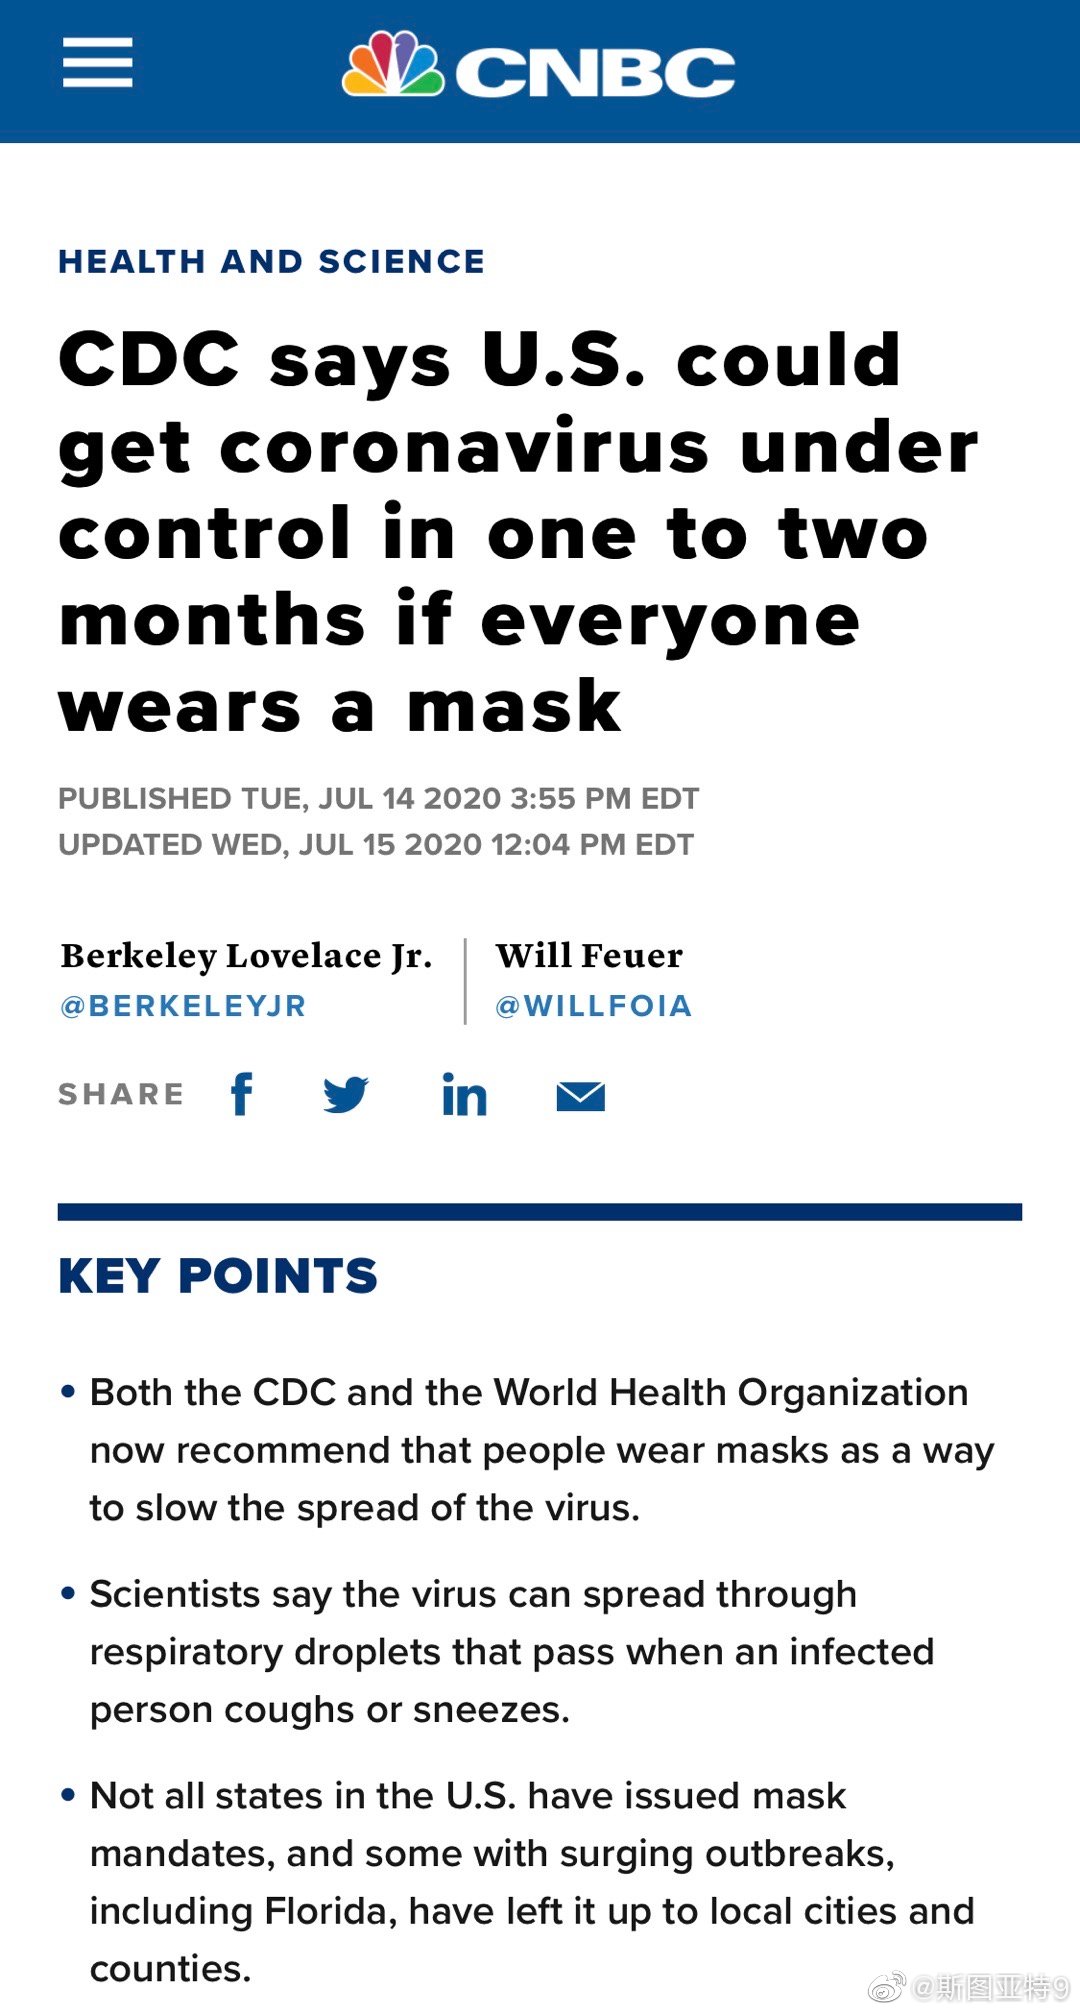 CNBC
HEALTH AND SCIENCE
CDC says U.S. could
get coronavirus under
control in one to two
months if everyone
wears a mask
PUBLISHED TUE, JUL 14 2020 3:55 PM EDT
UPDATED WED, JUL 15 2020 12:04 PM EDT
Berkeley Lovelace Jr.
@BERKELEYJR
Will Feuer
@WILLFOIA
SHARE
KEY POINTS
• Both the CDC and the World Health Organization
now recommend that people wear masks as a way
to slow the spread of the virus.
• Scientists say the virus can spread through
respiratory droplets that pass when an infected
person coughs or sneezes.
• Not all states in the U.S. have issued mask
mandates, and some with surging outbreaks,
including Florida, have left it up to local cities and
counties.
@斯图亚特9